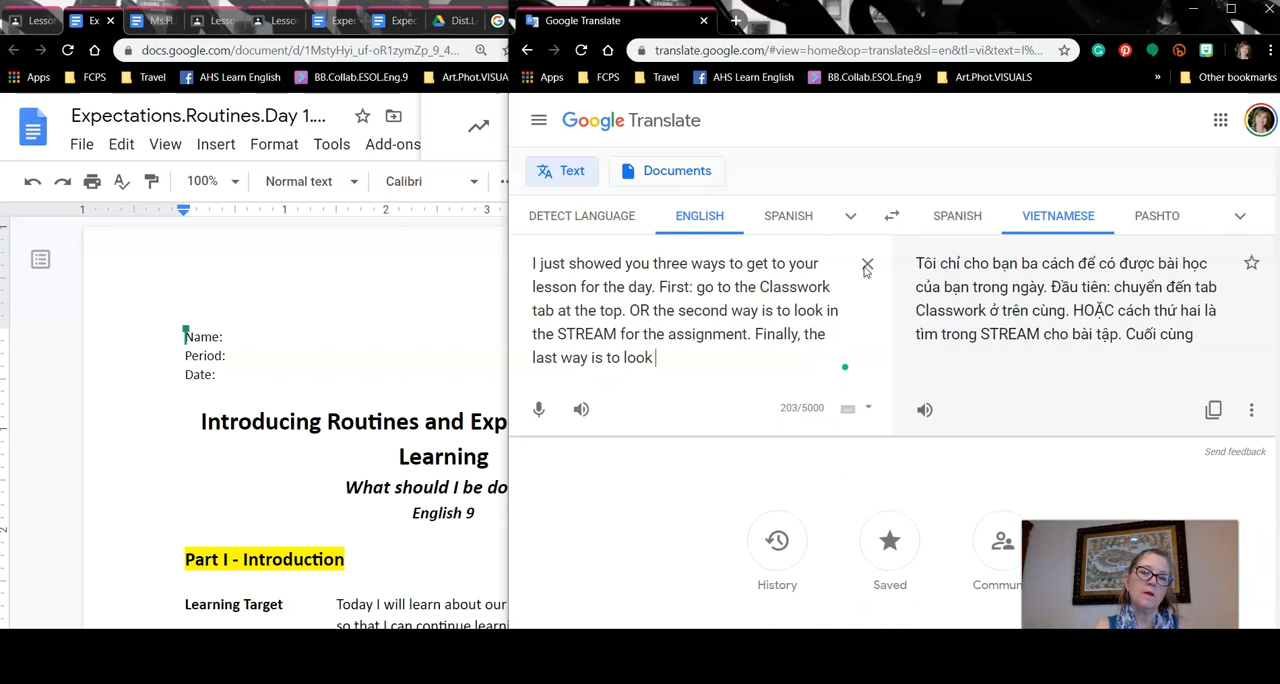 Lesson
Ex
Ms.H
Lesso
Lesso
Expec
Expec
Dist.L
docs.google.com/document/d/1MstyHyi_uf-oR1zymZp_9_4...
Apps FCPS Travel AHS Learn English BB.Collab.ESOL.Eng.9 Art.Phot.VISUA
Expectations.Routines.Day 1....
File Edit View Insert Format Tools Add-ons
100% Normal text Calibri
1 1 2 3
Name:
Period:
Date:
Introducing Routines and Exp
Learning
What should I be do
English 9
Part I - Introduction
Learning Target Today I will learn about our
so that I can continue learni
Google Translate
translate.google.com/#view=home&op=translate&sl=en&tl=vi&text=I%...
Apps FCPS Travel AHS Learn English BB.Collab.ESOL.Eng.9 Art.Phot.VISUALS » Other bookmarks
Google Translate
Text Documents
DETECT LANGUAGE ENGLISH SPANISH SPANISH VIETNAMESE PASHTO
I just showed you three ways to get to your
lesson for the day. First: go to the Classwork
tab at the top. OR the second way is to look in
the STREAM for the assignment. Finally, the
last way is to look
203/5000
Tôi chỉ cho bạn ba cách để có được bài học
của bạn trong ngày. Đầu tiên: chuyển đến tab
Classwork ở trên cùng. HOẶC cách thứ hai là
tìm trong STREAM cho bài tập. Cuối cùng
Send feedback
History Saved Commun